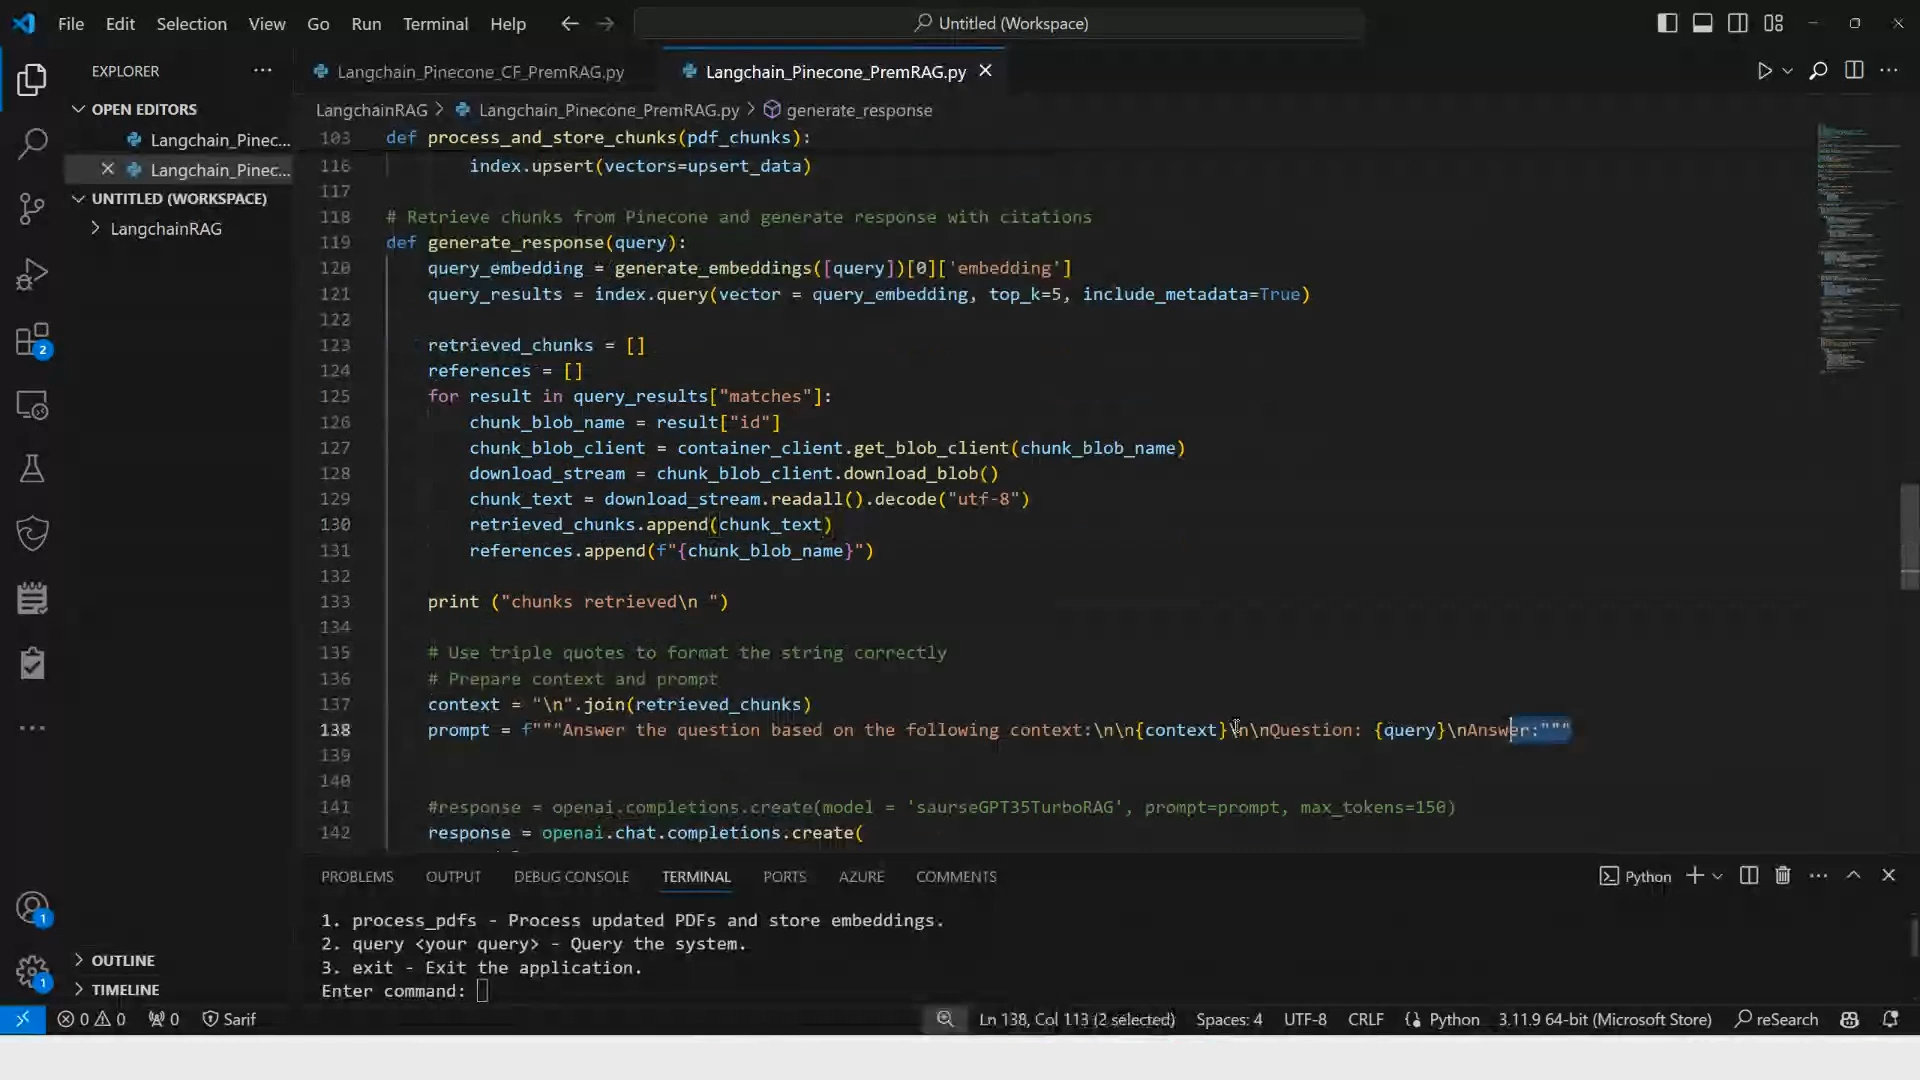 File Edit Selection View Go Run Terminal Help Untitled (Workspace)
EXPLORER
OPEN EDITORS
Langchain_Pinec...
Langchain_Pinec...
UNTITLED (WORKSPACE)
LangchainRAG
OUTLINE
TIMELINE
2
1
1
Langchain_Pinecone_CF_PremRAG.py Langchain_Pinecone_PremRAG.py
LangchainRAG > Langchain_Pinecone_PremRAG.py > generate_response
103 def process_and_store_chunks(pdf_chunks):
116 index.upsert(vectors=upsert_data)
117
118 # Retrieve chunks from Pinecone and generate response with citations
119 def generate_response(query):
120 query_embedding = generate_embeddings([query])[0]['embedding']
121 query_results = index.query(vector = query_embedding, top_k=5, include_metadata=True)
122
123 retrieved_chunks = []
124 references = []
125 for result in query_results["matches"]:
126 chunk_blob_name = result["id"]
127 chunk_blob_client = container_client.get_blob_client(chunk_blob_name)
128 download_stream = chunk_blob_client.download_blob()
129 chunk_text = download_stream.readall().decode("utf-8")
130 retrieved_chunks.append(chunk_text)
131 references.append(f"{chunk_blob_name}")
132
133 print ("chunks retrieved\n ")
134
135 # Use triple quotes to format the string correctly
136 # Prepare context and prompt
137 context = "\n".join(retrieved_chunks)
138 prompt = f"""Answer the question based on the following context:\n\n{context}\n\nQuestion: {query}\nAnswer:"""
139
140
141 #response = openai.completions.create(model = 'saurseGPT35TurboRAG', prompt=prompt, max_tokens=150)
142 response = openai.chat.completions.create(
PROBLEMS OUTPUT DEBUG CONSOLE TERMINAL PORTS AZURE COMMENTS Python
1. process_pdfs - Process updated PDFs and store embeddings.
2. query <your query> - Query the system.
3. exit - Exit the application.
Enter command:
0 0 0 Sarif Ln 138, Col 113 (2 selected) Spaces: 4 UTF-8 CRLF Python 3.11.9 64-bit (Microsoft Store) reSearch